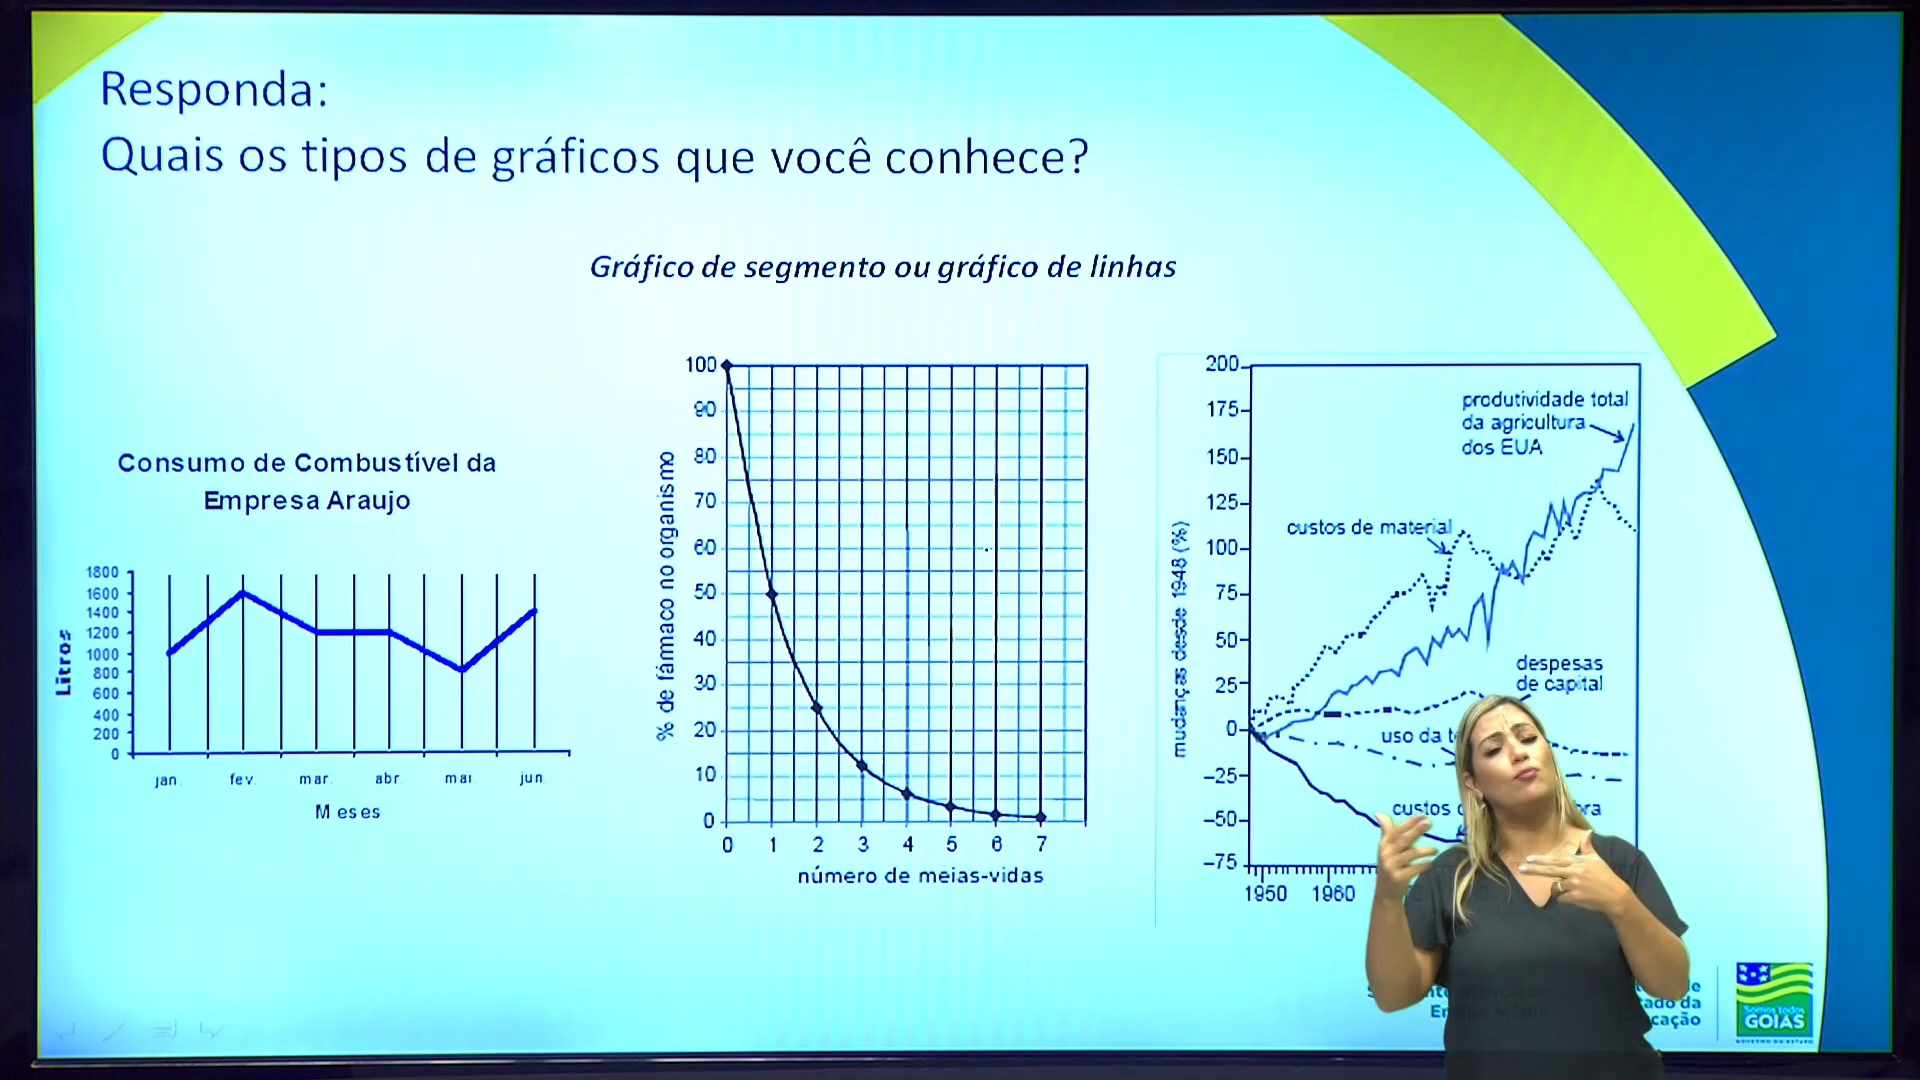 Responda:
Quais os tipos de gráficos que você conhece?
Gráfico de segmento ou gráfico de linhas
Consumo de Combustível da
Empresa Araujo
Litros
1800
1600
1400
1200
1000
800
600
400
200
0
jan. fev. mar. abr. mai. jun.
Meses
% de fármaco no organismo
100
90
80
70
60
50
40
30
20
10
0
0 1 2 3 4 5 6 7
número de meias-vidas
mudanças desde 1948 (%)
200
175
150
125
100
75
50
25
0
–25
–50
–75
produtividade total
da agricultura
dos EUA
custos de material
despesas
de capital
uso da
custos
1950 1960
Somos todos
GOIÁS
GOVERNO DO ESTADO